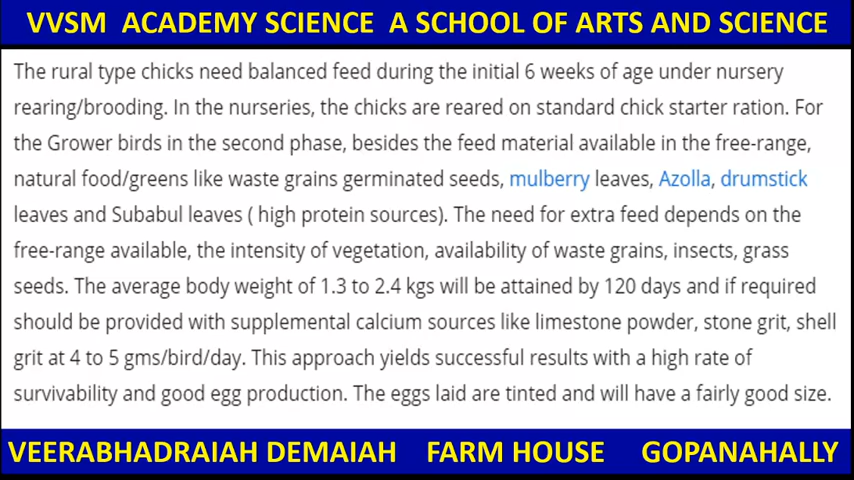 VVSM ACADEMY SCIENCE A SCHOOL OF ARTS AND SCIENCE
The rural type chicks need balanced feed during the initial 6 weeks of age under nursery
rearing/brooding. In the nurseries, the chicks are reared on standard chick starter ration. For
the Grower birds in the second phase, besides the feed material available in the free-range,
natural food/greens like waste grains germinated seeds, mulberry leaves, Azolla, drumstick
leaves and Subabul leaves ( high protein sources). The need for extra feed depends on the
free-range available, the intensity of vegetation, availability of waste grains, insects, grass
seeds. The average body weight of 1.3 to 2.4 kgs will be attained by 120 days and if required
should be provided with supplemental calcium sources like limestone powder, stone grit, shell
grit at 4 to 5 gms/bird/day. This approach yields successful results with a high rate of
survivability and good egg production. The eggs laid are tinted and will have a fairly good size.
VEERABHADRAIAH DEMAIAH FARM HOUSE GOPANAHALLY